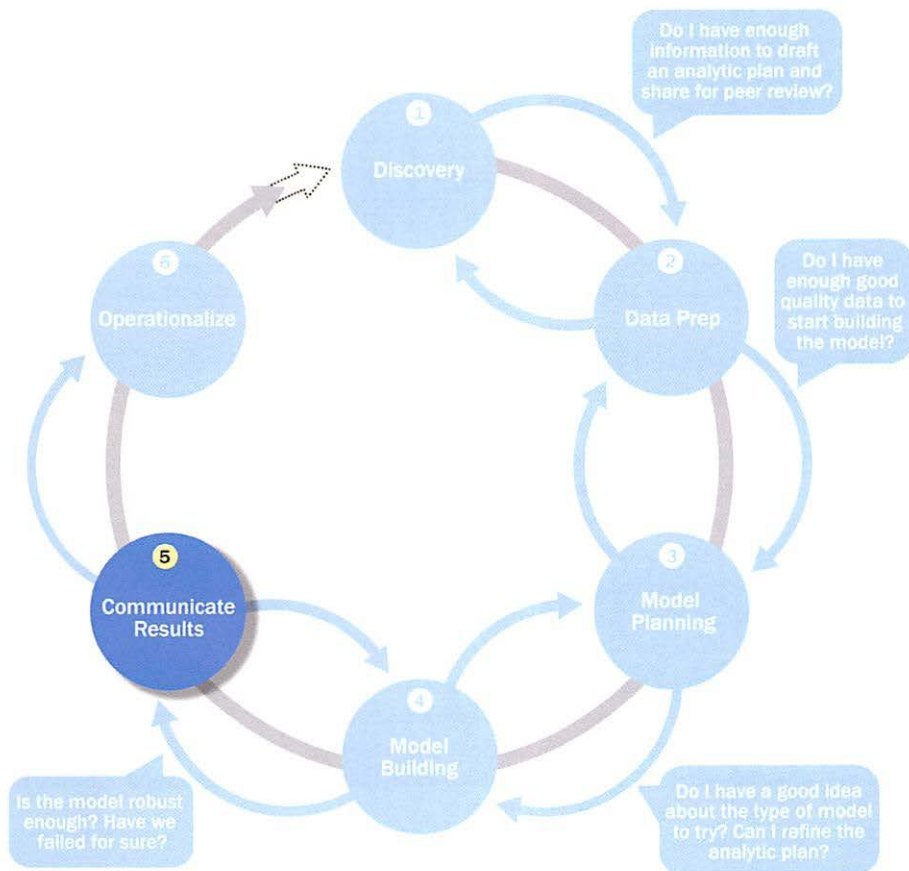 Do I have enough
information to draft
an analytic plan and
share for peer review?
1
Discovery
2
Data Prep
Do I have
enough good
quality data to
start building
the model?
3
Model
Planning
Do I have a good idea
about the type of model
to try? Can I refine the
analytic plan?
4
Model
Building
Is the model robust
enough? Have we
failed for sure?
5
Communicate
Results
6
Operationalize